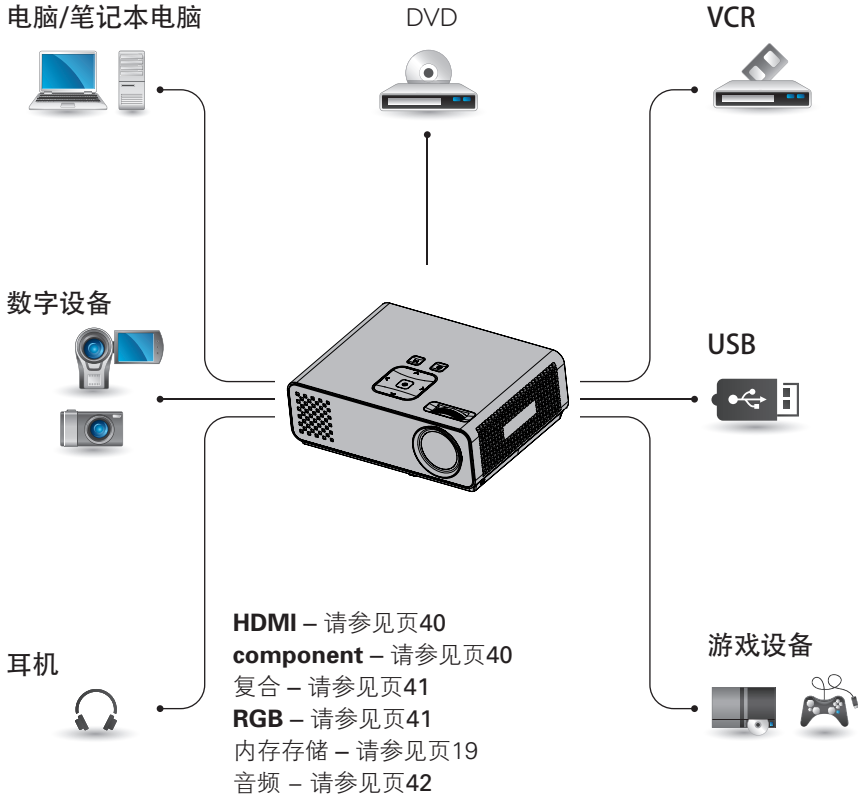 电脑/笔记本电脑
DVD
VCR
数字设备
USB
耳机
HDMI – 请参见页40
component – 请参见页40
复合 – 请参见页41
RGB – 请参见页41
内存存储 – 请参见页19
音频 – 请参见页42
游戏设备